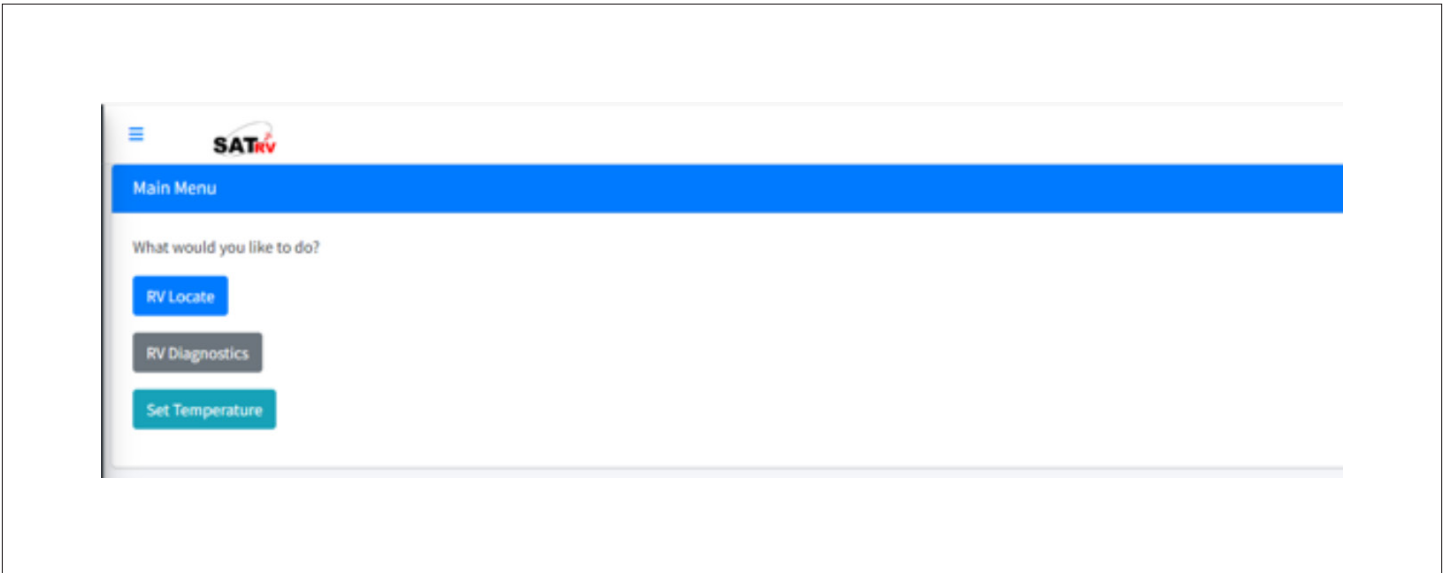 SATRV
Main Menu
What would you like to do?
RV Locate
RV Diagnostics
Set Temperature